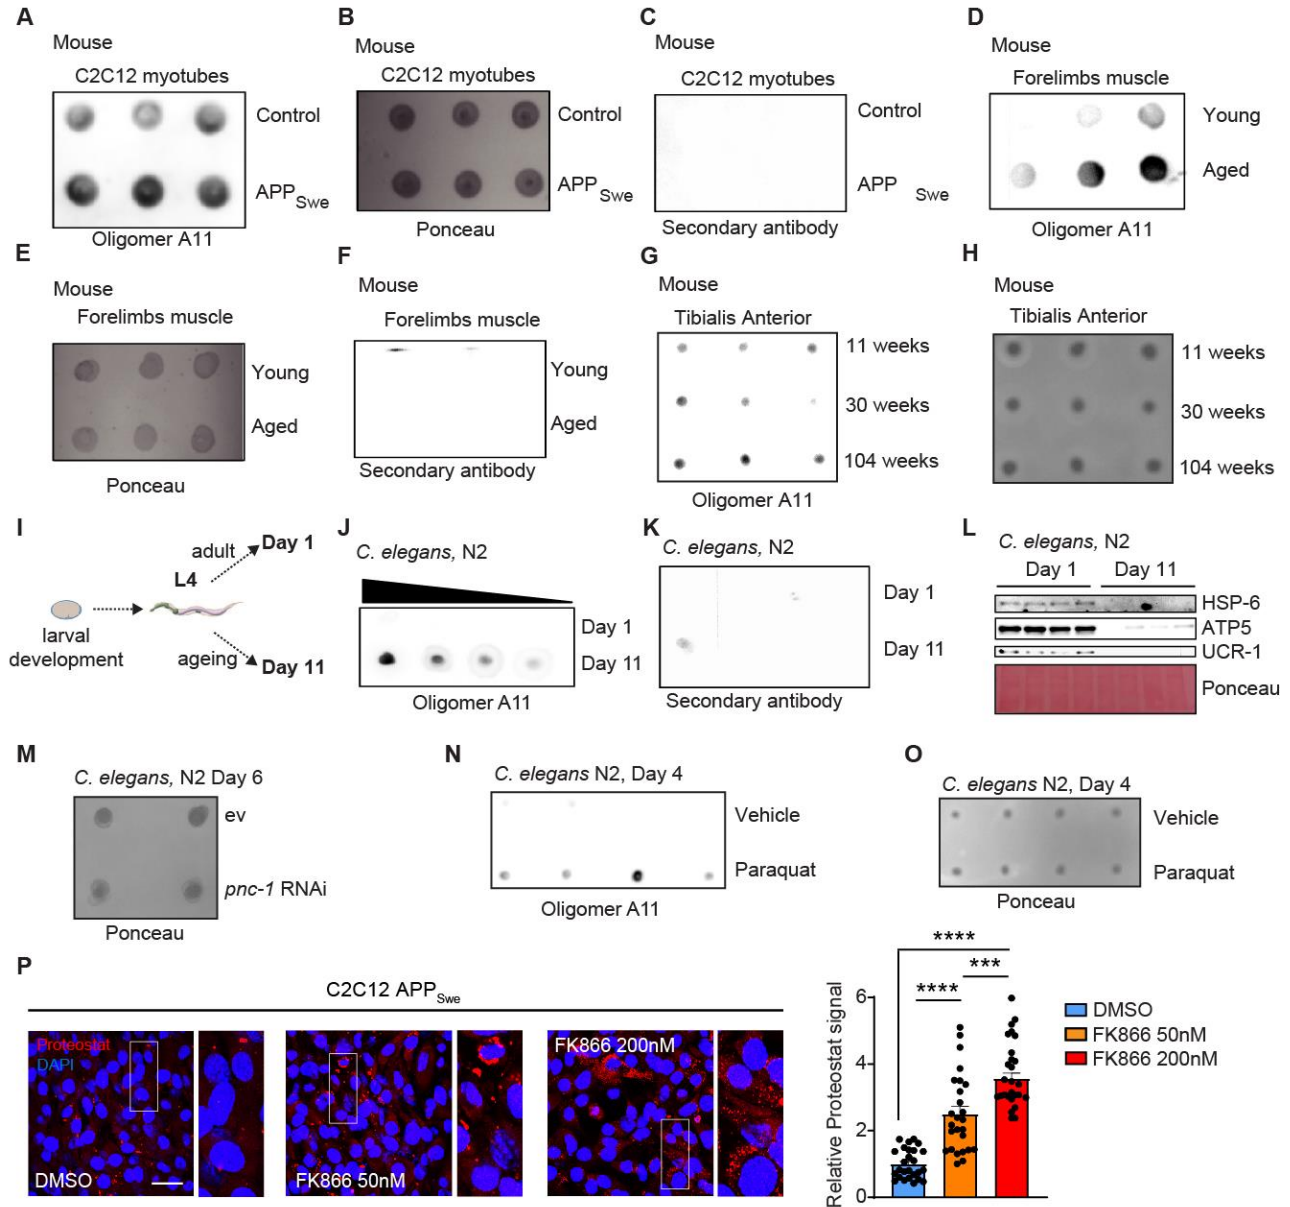 A
Mouse
C2C12 myotubes
Control
APP Swe
Oligomer A11
B
Mouse
C2C12 myotubes
Control
APP Swe
Ponceau
C
Mouse
C2C12 myotubes
Control
APP Swe
Secondary antibody
D
Mouse
Forelimbs muscle
Young
Aged
Oligomer A11
E
Mouse
Forelimbs muscle
Young
Aged
Ponceau
F
Mouse
Forelimbs muscle
Young
Aged
Secondary antibody
G
Mouse
Tibialis Anterior
11 weeks
30 weeks
104 weeks
Oligomer A11
H
Mouse
Tibialis Anterior
11 weeks
30 weeks
104 weeks
I
adult
Day 1
L4
larval
development
ageing
Day 11
J
C. elegans, N2
Day 1
Day 11
Oligomer A11
K
C. elegans, N2
Day 1
Day 11
Secondary antibody
L
C. elegans, N2
Day 1 Day 11
HSP-6
ATP5
UCR-1
Ponceau
M
C. elegans, N2 Day 6
ev
pnc-1 RNAi
Ponceau
N
C. elegans N2, Day 4
Vehicle
Paraquat
Oligomer A11
O
C. elegans N2, Day 4
Vehicle
Paraquat
Ponceau
P
C2C12 APP Swe
Proteostat
DAPI
DMSO
FK866 50nM
FK866 200nM
Relative Proteostat signal
6
4
2
0
****
***
****
DMSO
FK866 50nM
FK866 200nM